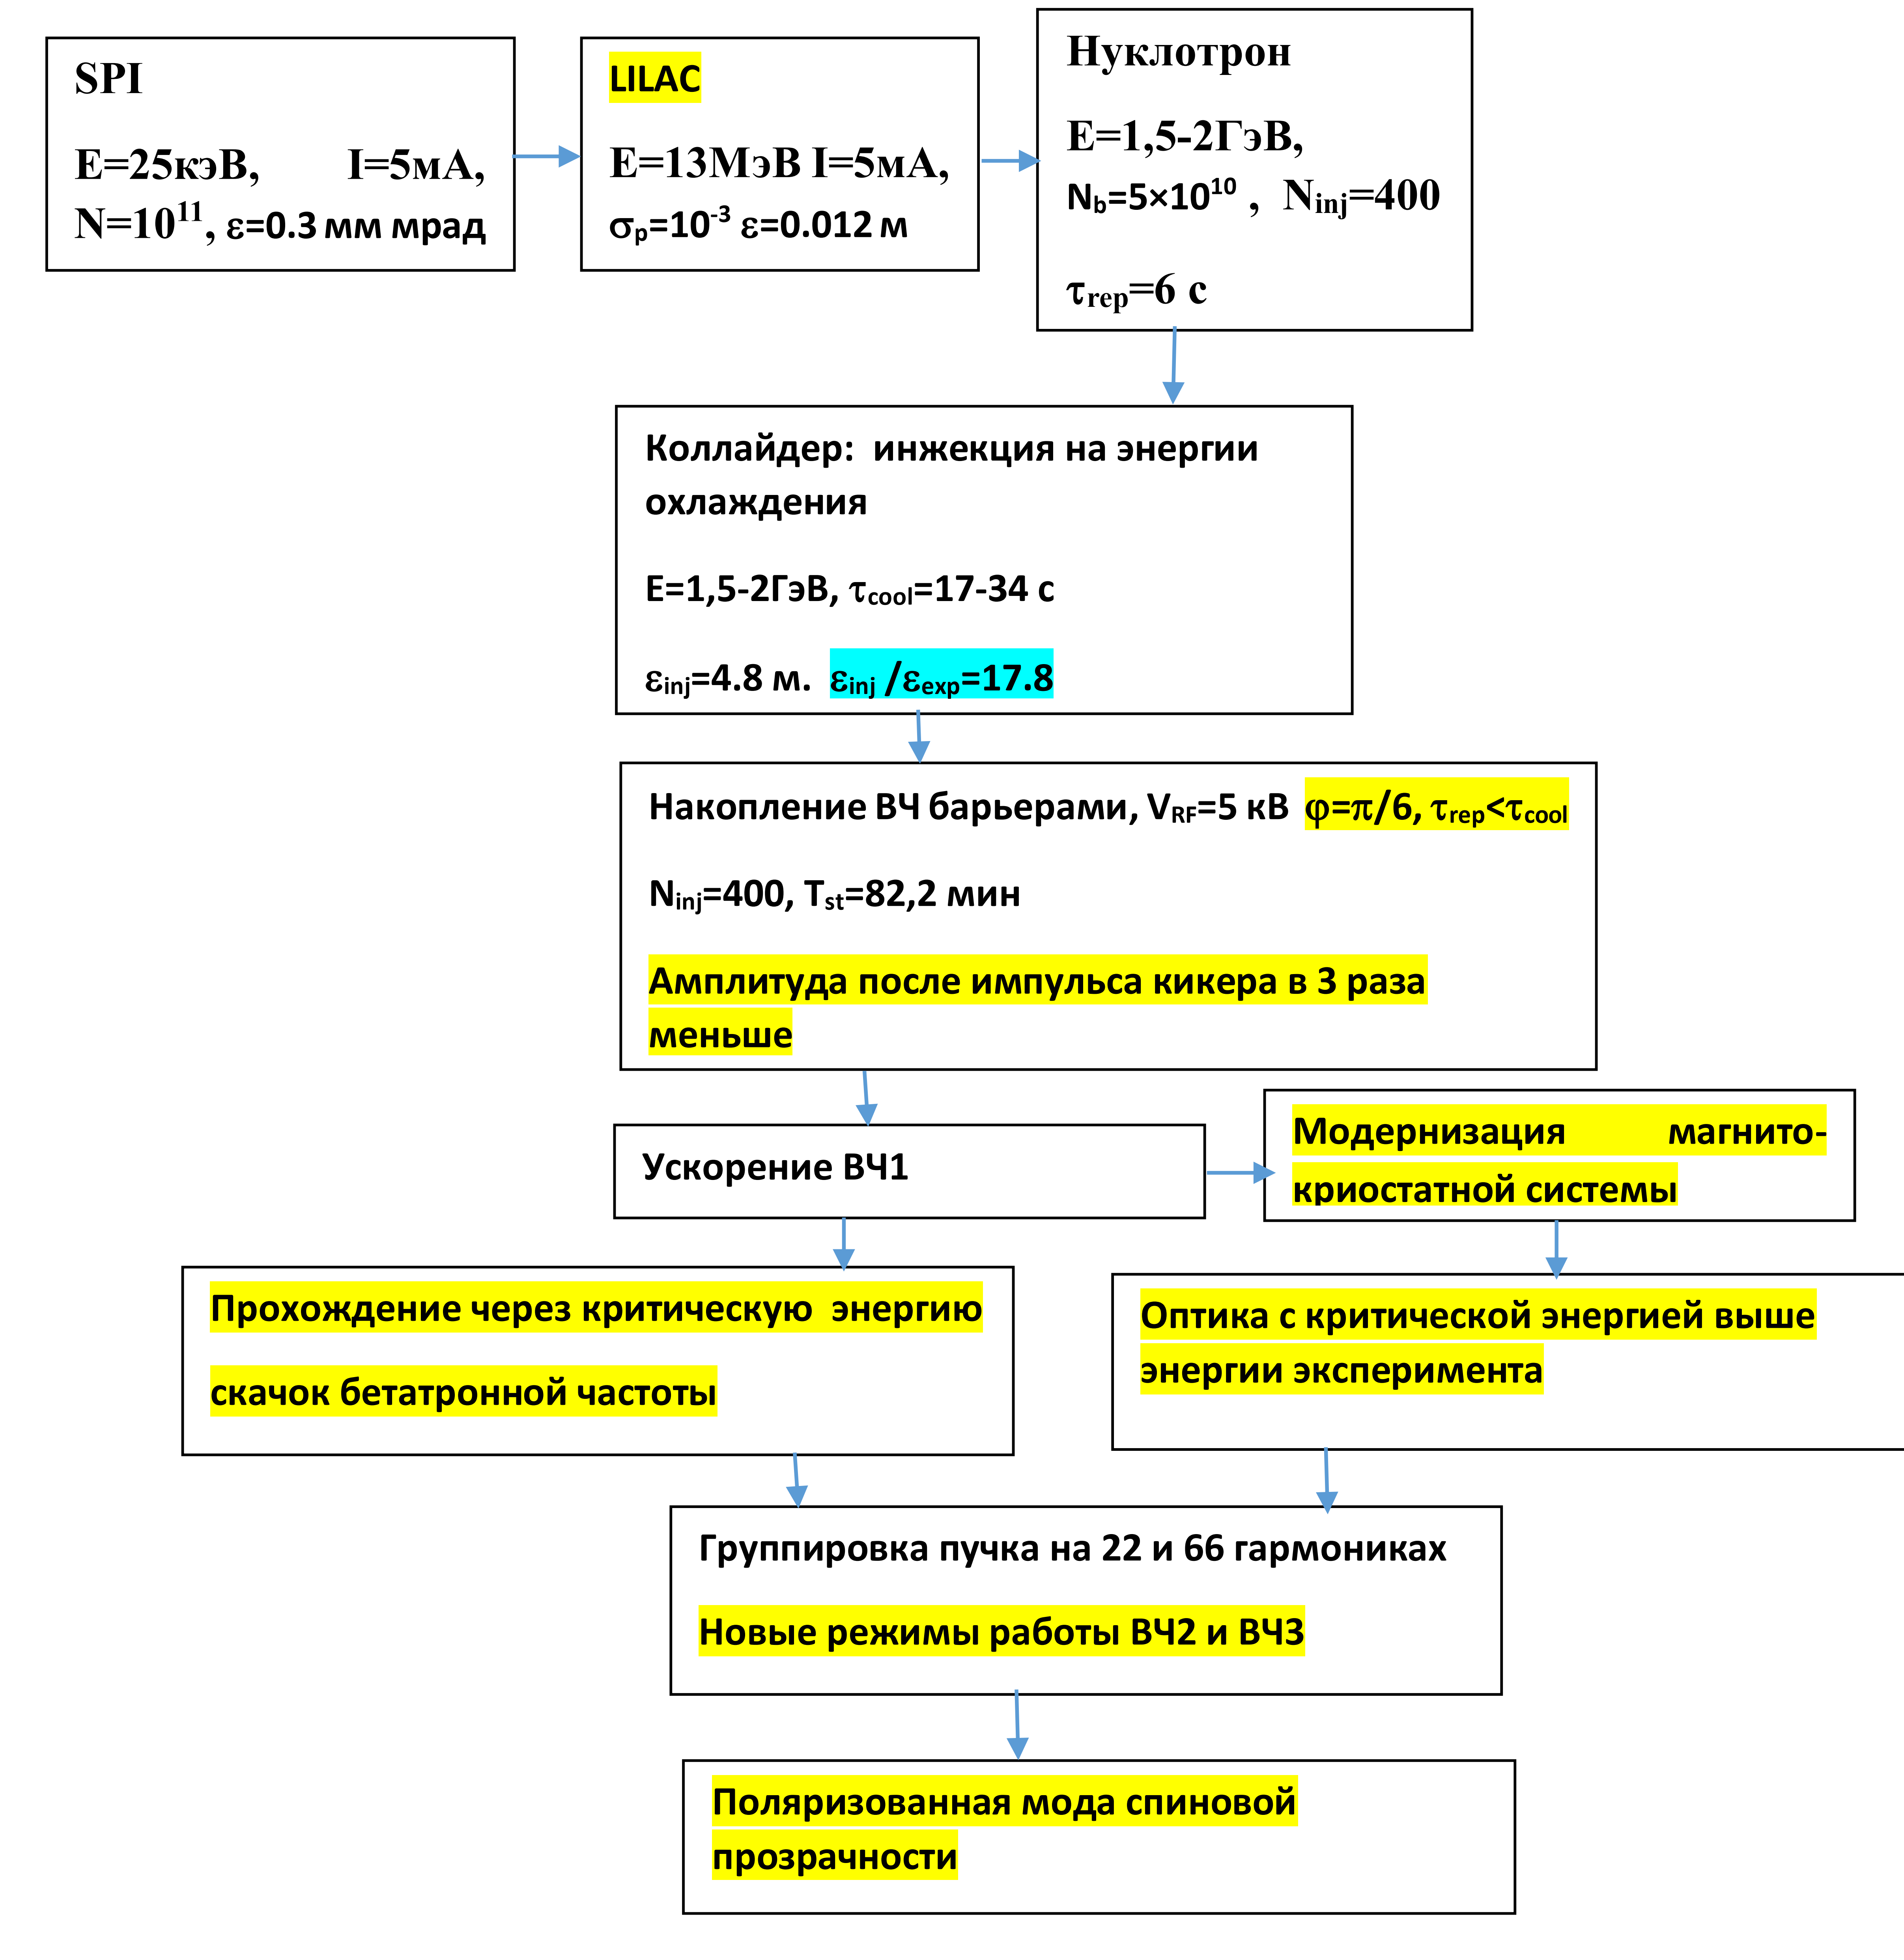 SPI
E=25кэВ, I=5мА,
N=10¹¹, ε=0.3 мм мрад
LILAC
E=13МэВ I=5мА,
σp=10⁻³ ε=0.012 м
Нуклотрон
E=1,5-2ГэВ,
Nb=5×10¹⁰ , Ninj=400
τrep=6 с
Коллайдер: инжекция на энергии
охлаждения
E=1,5-2ГэВ, τcool=17-34 с
εinj=4.8 м. εinj /εexp=17.8
Накопление ВЧ барьерами, VRF=5 кВ φ=π/6, τrep<τcool
Ninj=400, Tst=82,2 мин
Амплитуда после импульса кикера в 3 раза
меньше
Ускорение ВЧ1
Модернизация магнито-
криостатной системы
Прохождение через критическую энергию
скачок бетатронной частоты
Оптика с критической энергией выше
энергии эксперимента
Группировка пучка на 22 и 66 гармониках
Новые режимы работы ВЧ2 и ВЧ3
Поляризованная мода спиновой
прозрачности